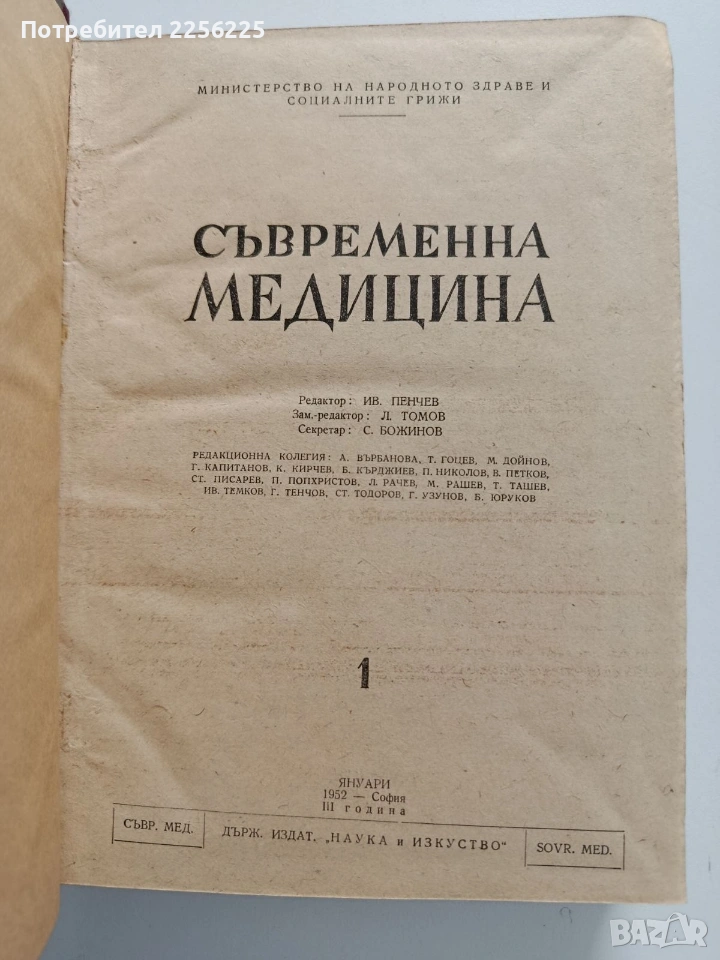 Потребител 2256225
МИНИСТЕРСТВО НА НАРОДНОТО ЗДРАВЕ И
СОЦИАЛНИТЕ ГРИЖИ
СЪВРЕМЕННА
МЕДИЦИНА
Редактор: ИВ. ПЕНЧЕВ
Зам.-редактор: Л. ТОМОВ
Секретар: С. БОЖИНОВ
РЕДАКЦИОННА КОЛЕГИЯ: А. ВЪРБАНОВА, Т. ГОЦЕВ, М. ДОЙНОВ,
Г. КАПИТАНОВ, К. КИРЧЕВ, Б. КЪРДЖИЕВ, П. НИКОЛОВ, В. ПЕТКОВ,
СТ. ПИСАРЕВ, П. ПОПХРИСТОВ, Л. РАЧЕВ, М. РАШЕВ, Т. ТАШЕВ,
ИВ. ТЕМКОВ, Г. ТЕНЧОВ, СТ. ТОДОРОВ, Г. УЗУНОВ, Б. ЮРУКОВ
1
ЯНУАРИ
1952 — София
III година
СЪВР. МЕД.
ДЪРЖ. ИЗДАТ. „НАУКА и ИЗКУСТВО“
SOVR. MED.
BAZAR